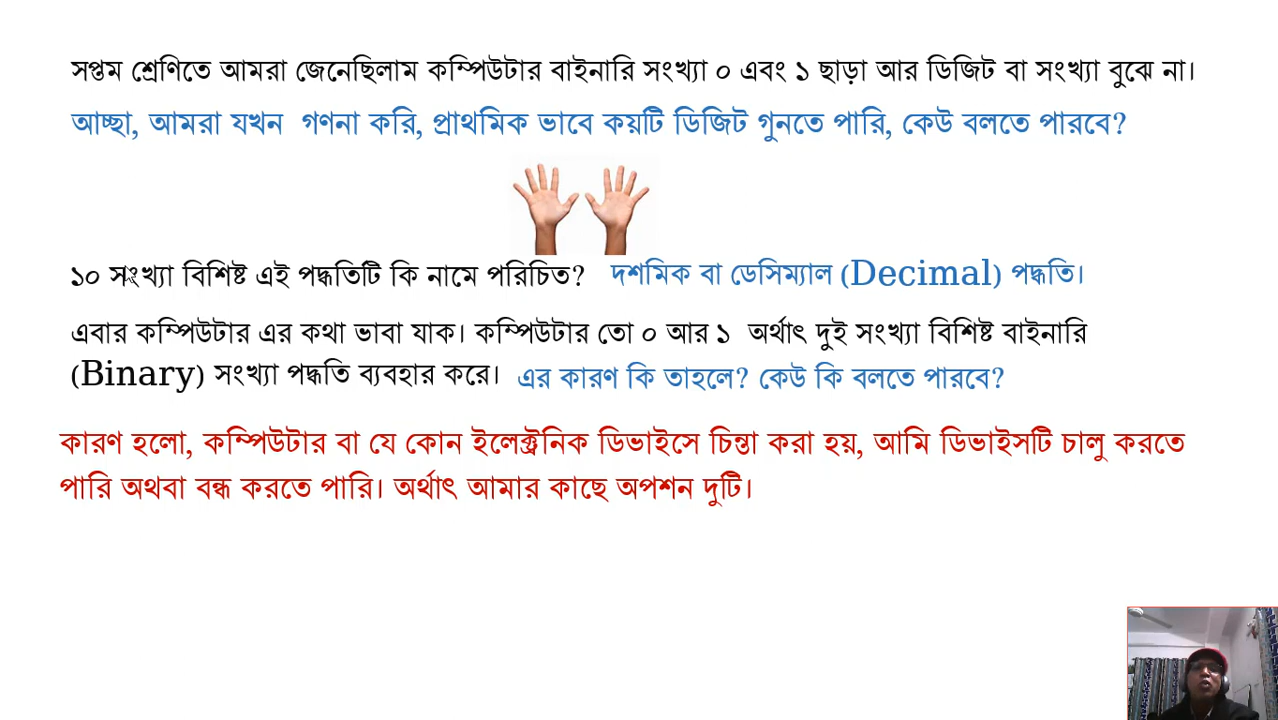 সপ্তম শ্রেণিতে আমরা জেনেছিলাম কম্পিউটার বাইনারি সংখ্যা ০ এবং ১ ছাড়া আর ডিজিট বা সংখ্যা বুঝে না।
আচ্ছা, আমরা যখন গণনা করি, প্রাথমিক ভাবে কয়টি ডিজিট গুনতে পারি, কেউ বলতে পারবে?
১০ সংখ্যা বিশিষ্ট এই পদ্ধতিটি কি নামে পরিচিত? দশমিক বা ডেসিম্যাল (Decimal) পদ্ধতি।
এবার কম্পিউটার এর কথা ভাবা যাক। কম্পিউটার তো ০ আর ১ অর্থাৎ দুই সংখ্যা বিশিষ্ট বাইনারি
(Binary) সংখ্যা পদ্ধতি ব্যবহার করে। এর কারণ কি তাহলে? কেউ কি বলতে পারবে?
কারণ হলো, কম্পিউটার বা যে কোন ইলেক্ট্রনিক ডিভাইসে চিন্তা করা হয়, আমি ডিভাইসটি চালু করতে
পারি অথবা বন্ধ করতে পারি। অর্থাৎ আমার কাছে অপশন দুটি।